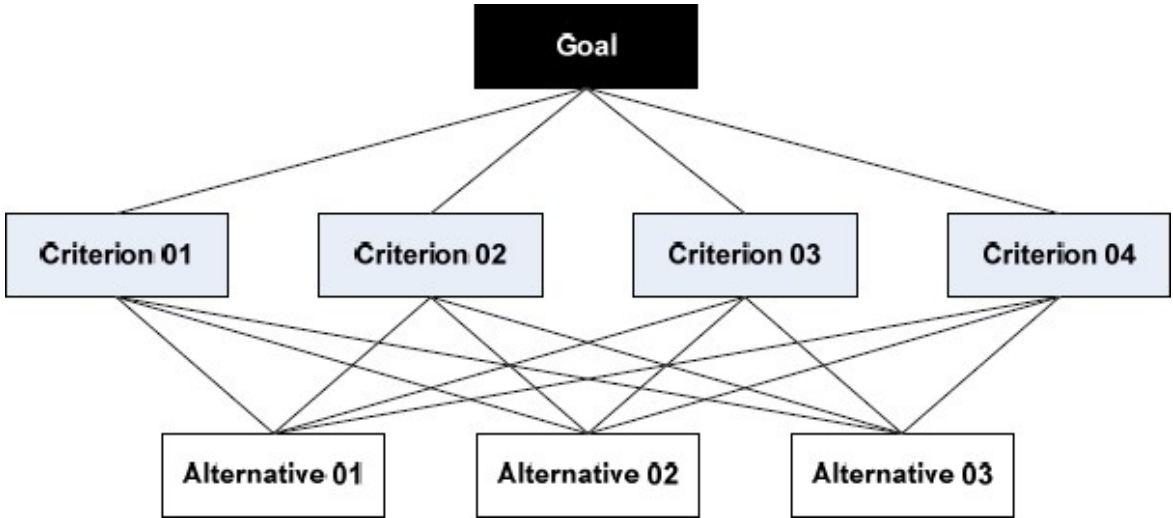 Goal
Criterion 01
Criterion 02
Criterion 03
Criterion 04
Alternative 01
Alternative 02
Alternative 03